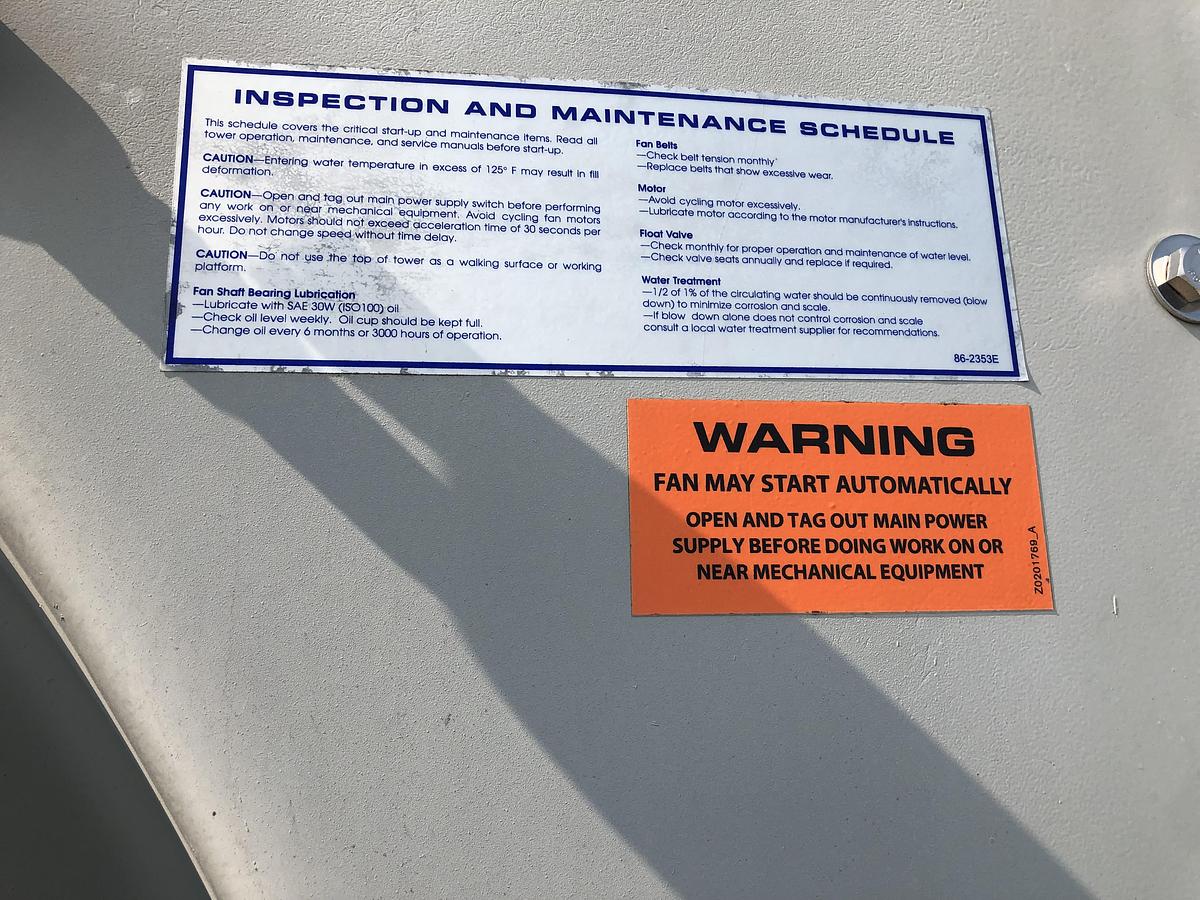 INSPECTION AND MAINTENANCE SCHEDULE
This schedule covers the critical start-up and maintenance items. Read all
tower operation, maintenance, and service manuals before start-up.
CAUTION—Entering water temperature in excess of 125° F may result in fill
deformation.
CAUTION—Open and tag out main power supply switch before performing
any work on or near mechanical equipment. Avoid cycling fan motors
excessively. Motors should not exceed acceleration time of 30 seconds per
hour. Do not change speed without time delay.
CAUTION—Do not use the top of tower as a walking surface or working
platform.
Fan Shaft Bearing Lubrication
—Lubricate with SAE 30W (ISO100) oil
—Check oil level weekly. Oil cup should be kept full.
—Change oil every 6 months or 3000 hours of operation.
Fan Belts
—Check belt tension monthly
—Replace belts that show excessive wear.
Motor
—Avoid cycling motor excessively.
—Lubricate motor according to the motor manufacturer's instructions.
Float Valve
—Check monthly for proper operation and maintenance of water level.
—Check valve seats annually and replace if required.
Water Treatment
—1/2 of 1% of the circulating water should be continuously removed (blow
down) to minimize corrosion and scale.
—If blow down alone does not control corrosion and scale
consult a local water treatment supplier for recommendations.
86-2353E
WARNING
FAN MAY START AUTOMATICALLY
OPEN AND TAG OUT MAIN POWER
SUPPLY BEFORE DOING WORK ON OR
NEAR MECHANICAL EQUIPMENT
Z0201769_A